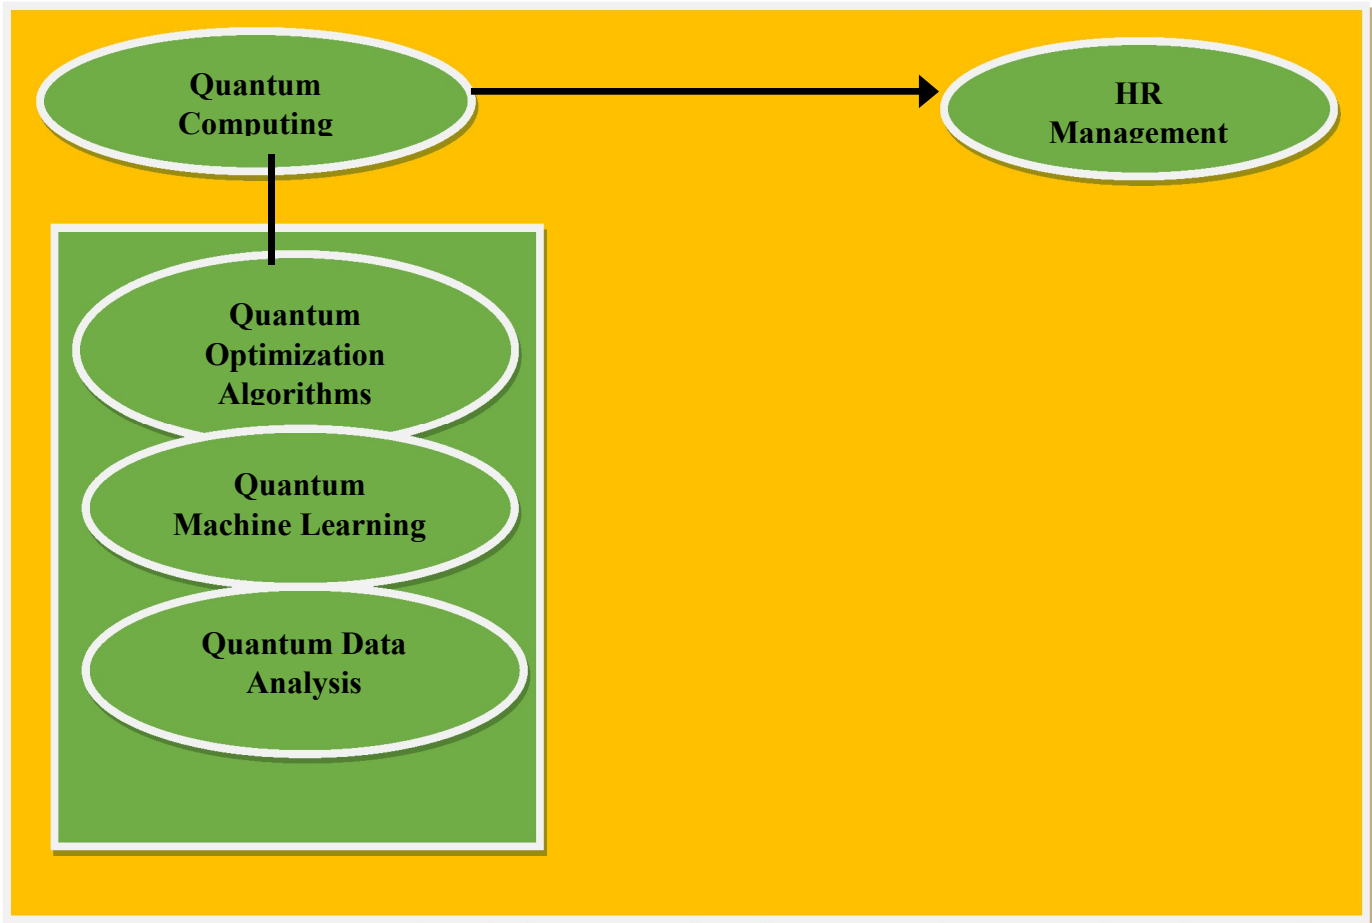 Quantum
Computing
HR
Management
Quantum
Optimization
Algorithms
Quantum
Machine Learning
Quantum Data
Analysis